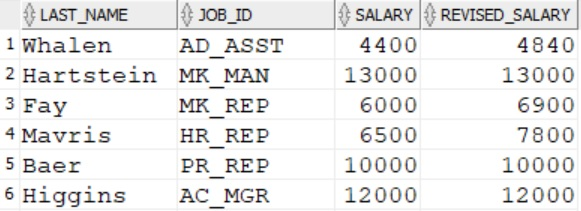 LAST_NAME JOB_ID SALARY REVISED_SALARY
1 Whalen AD_ASST 4400 4840
2 Hartstein MK_MAN 13000 13000
3 Fay MK_REP 6000 6900
4 Mavris HR_REP 6500 7800
5 Baer PR_REP 10000 10000
6 Higgins AC_MGR 12000 12000